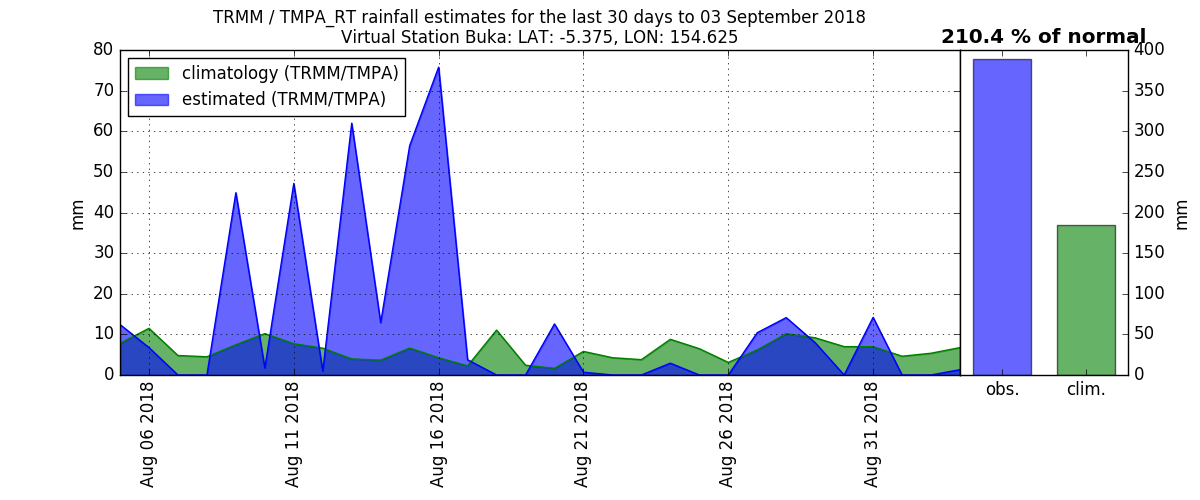 TRMM / TMPA_RT rainfall estimates for the last 30 days to 03 September 2018
Virtual Station Buka: LAT: -5.375, LON: 154.625
210.4 % of normal
climatology (TRMM/TMPA)
estimated (TRMM/TMPA)
mm
80
70
60
50
40
30
20
10
0
Aug 06 2018
Aug 11 2018
Aug 16 2018
Aug 21 2018
Aug 26 2018
Aug 31 2018
400
350
300
250
200
150
100
50
0
mm
obs.
clim.